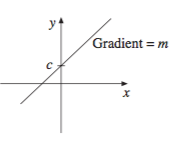 y
Gradient = m
c
x